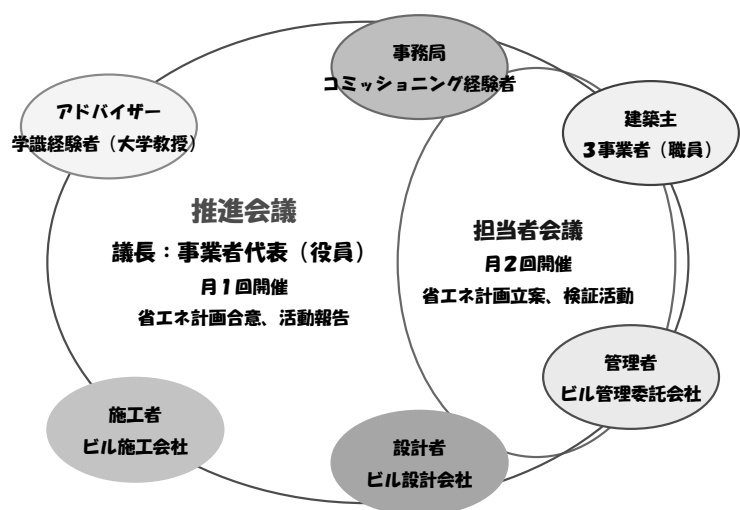 事務局
コミッショニング経験者
アドバイザー
学識経験者（大学教授）
建築主
3事業者（職員）
推進会議
議長：事業者代表（役員）
月1回開催
省エネ計画合意、活動報告
担当者会議
月2回開催
省エネ計画立案、検証活動
管理者
ビル管理委託会社
施工者
ビル施工会社
設計者
ビル設計会社